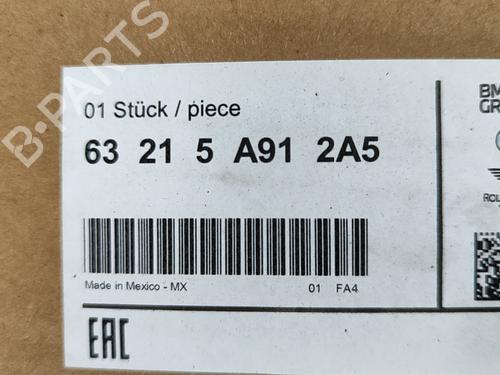 B-PARTS
01 Stück / piece
63 21 5 A91 2A5
Made in Mexico - MX 01 FA4
EAC